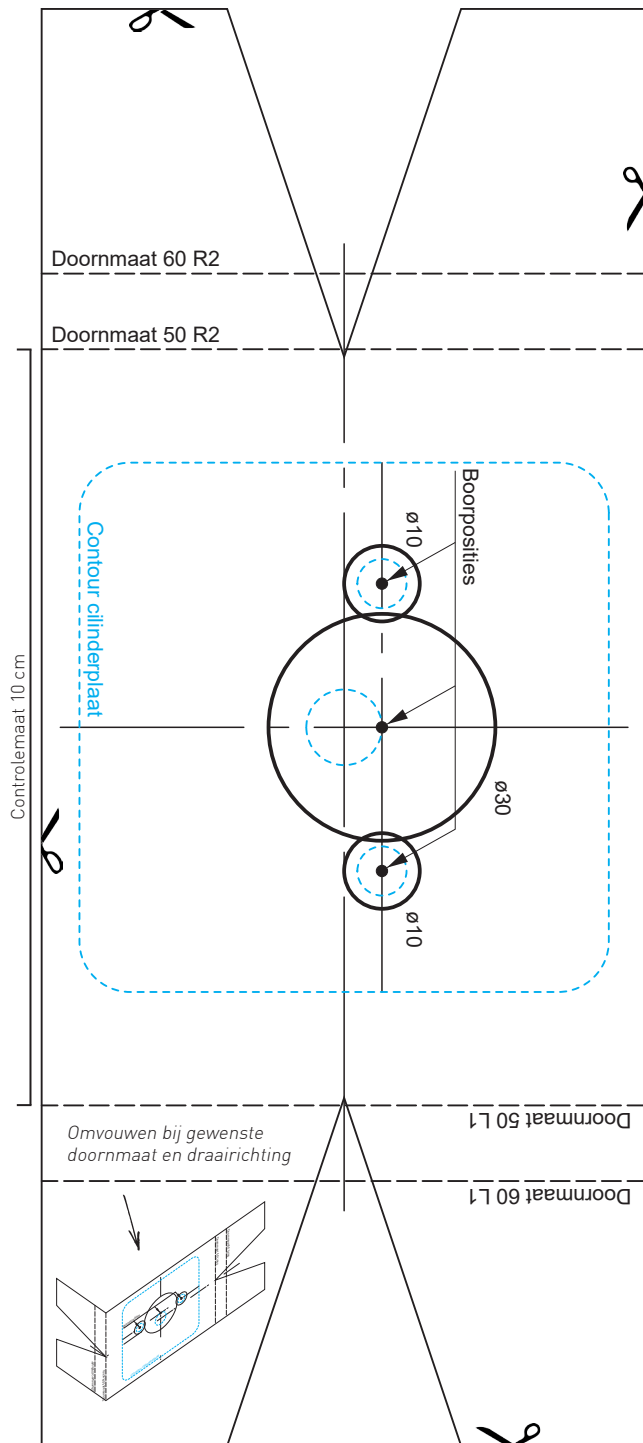 Doornmaat 60 R2
Doornmaat 50 R2
Boorposities
ø10
Contour cilinderplaat
Controlemaat 10 cm
ø30
ø10
Doornmaat 50 L1
Omvouwen bij gewenste
doornmaat en draairichting
Doornmaat 60 L1